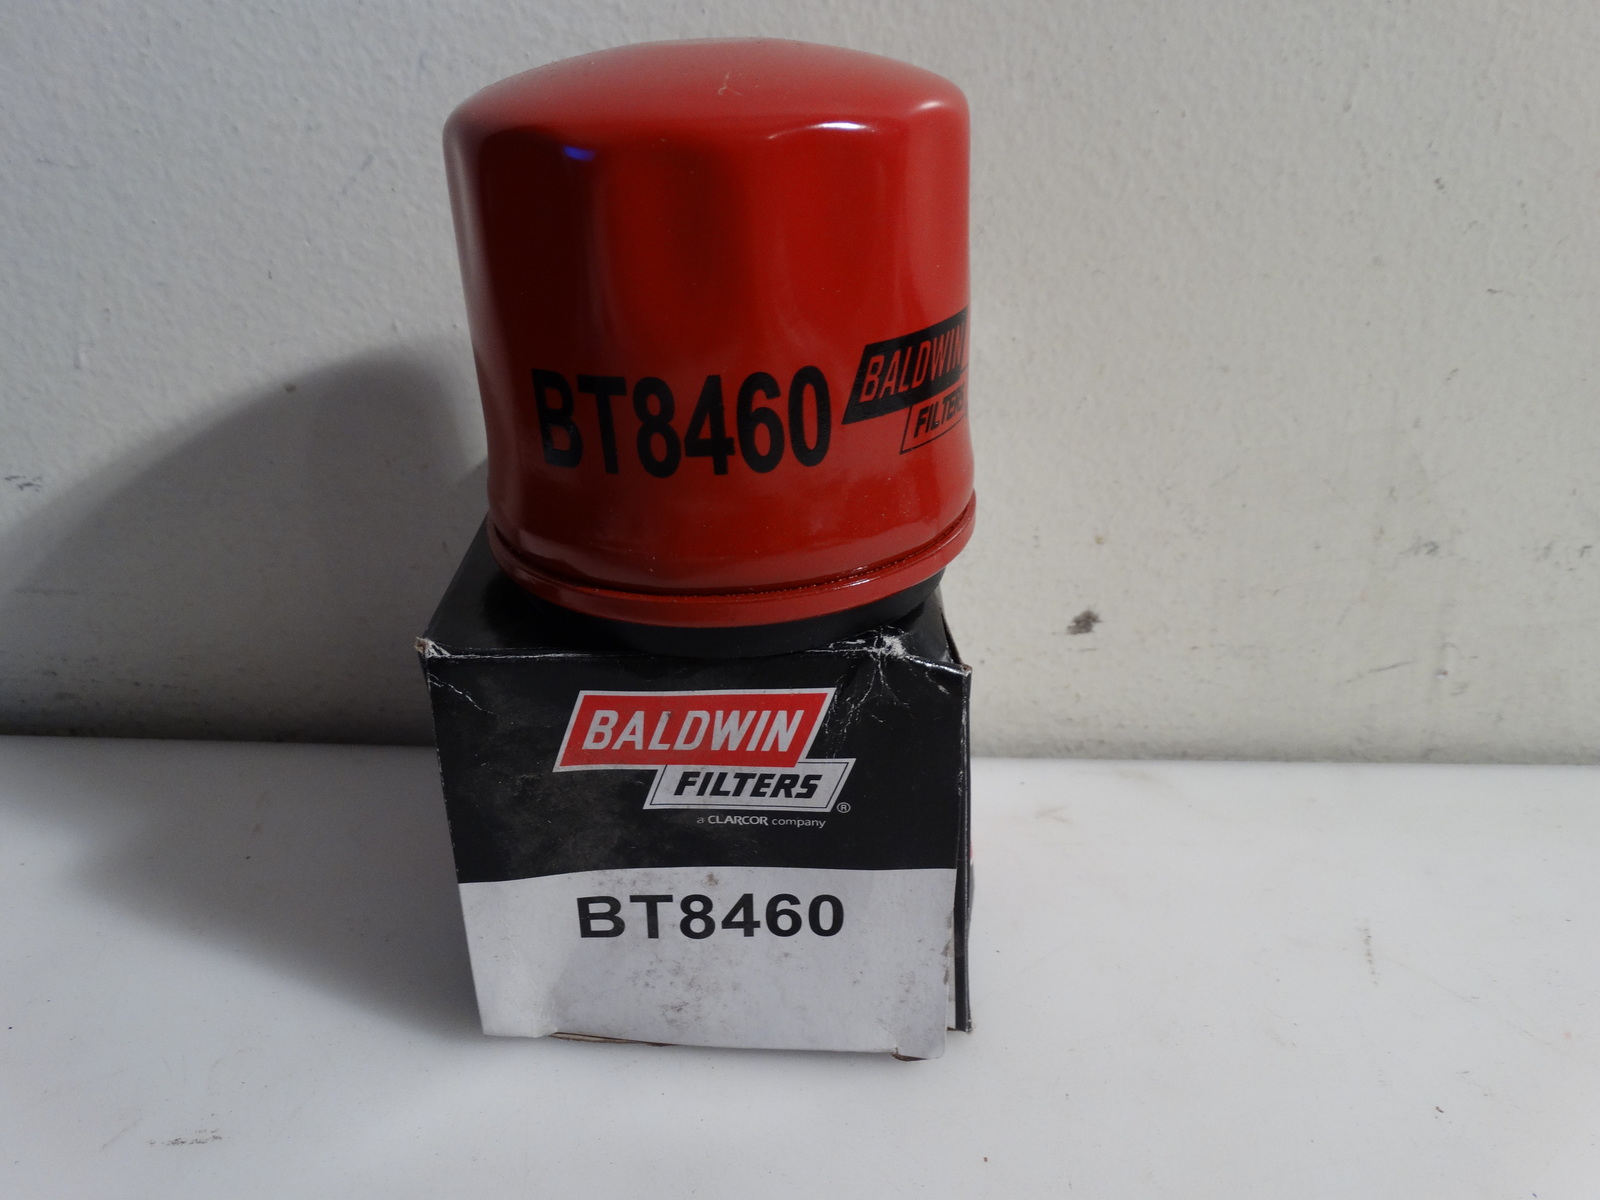 BT8460
BALDWIN
FILTERS
BALDWIN
FILTERS®
a CLARCOR company
BT8460